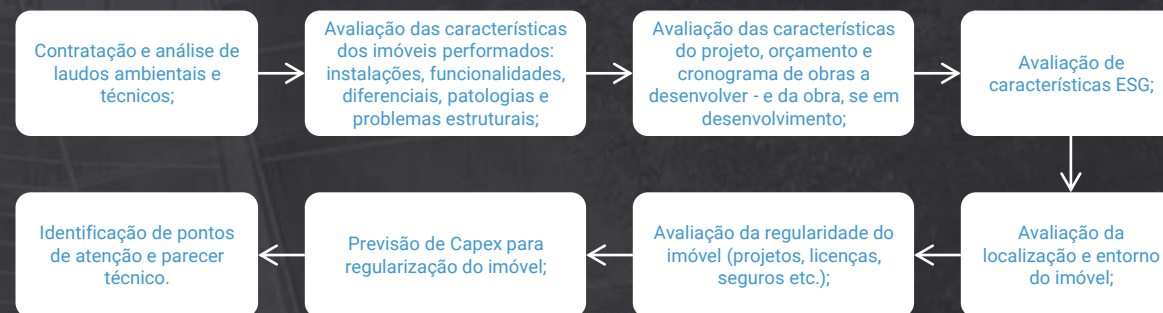 Contratação e análise de
laudos ambientais e
técnicos;
Avaliação das características
dos imóveis performados:
instalações, funcionalidades,
diferenciais, patologias e
problemas estruturais;
Avaliação das características
do projeto, orçamento e
cronograma de obras a
desenvolver - e da obra, se em
desenvolvimento;
Avaliação de
características ESG;
Avaliação da
localização e entorno
do imóvel;
Avaliação da regularidade do
imóvel (projetos, licenças,
seguros etc.);
Previsão de Capex para
regularização do imóvel;
Identificação de pontos
de atenção e parecer
técnico.